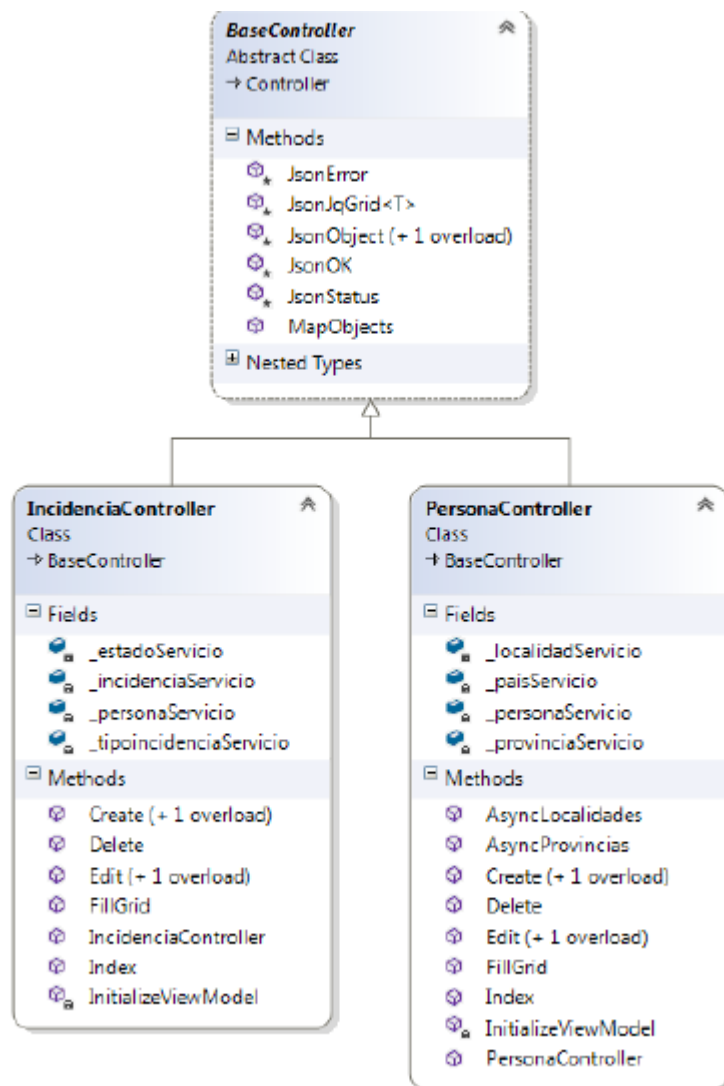 BaseController
Abstract Class
→ Controller
Methods
JsonError
JsonJqGrid<T>
JsonObject (+ 1 overload)
JsonOK
JsonStatus
MapObjects
Nested Types
IncidenciaController
Class
→ BaseController
Fields
_estadoServicio
_incidenciaServicio
_personaServicio
_tipoincidenciaServicio
Methods
Create (+ 1 overload)
Delete
Edit (+ 1 overload)
FillGrid
IncidenciaController
Index
InitializeViewModel
PersonaController
Class
→ BaseController
Fields
_localidadServicio
_paisServicio
_personaServicio
_provinciaServicio
Methods
AsyncLocalidades
AsyncProvincias
Create (+ 1 overload)
Delete
Edit (+ 1 overload)
FillGrid
Index
InitializeViewModel
PersonaController